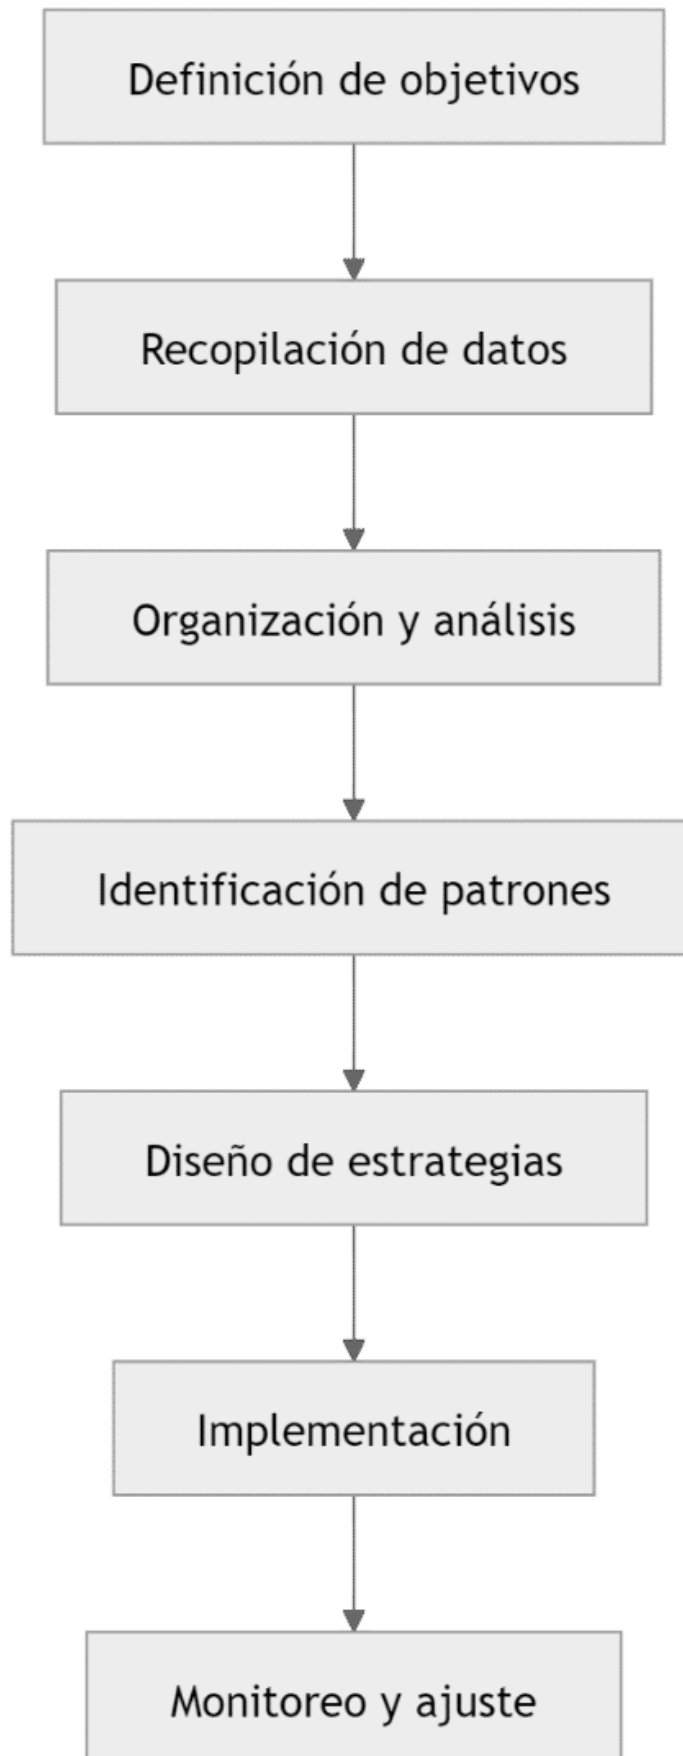 Definición de objetivos
Recopilación de datos
Organización y análisis
Identificación de patrones
Diseño de estrategias
Implementación
Monitoreo y ajuste